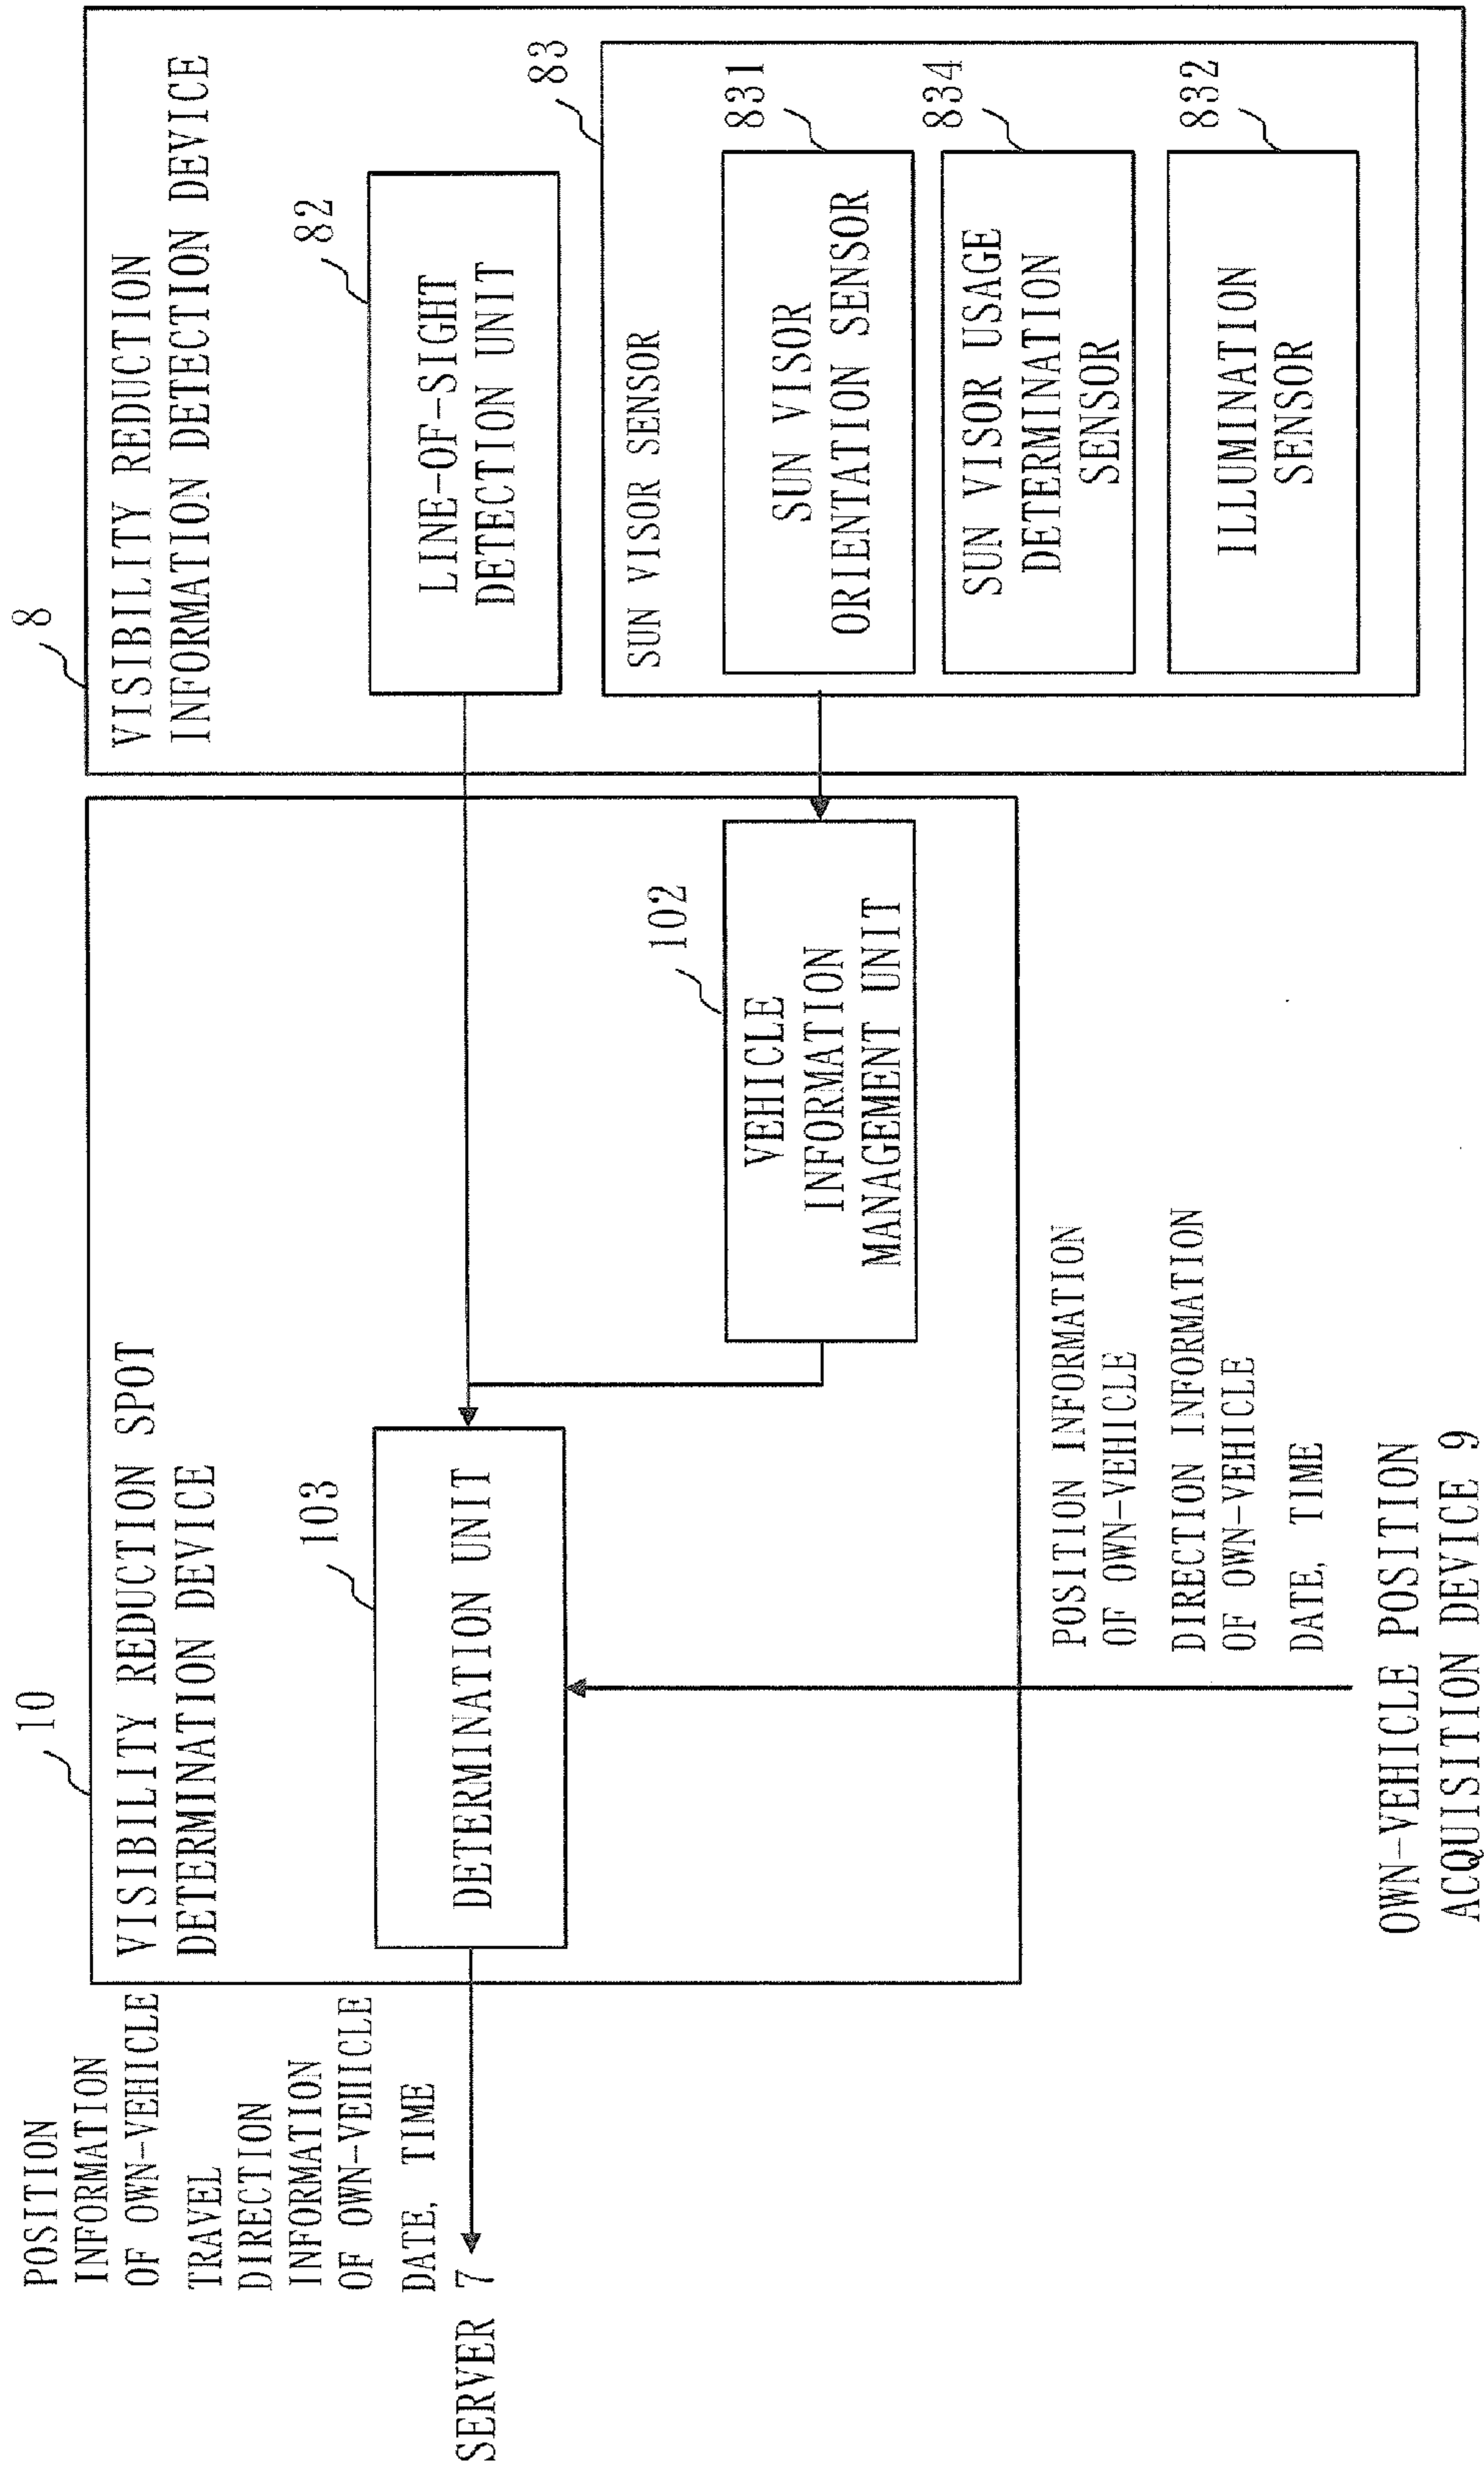 POSITION
INFORMATION
OF OWN-VEHICLE
TRAVEL
DIRECTION
INFORMATION
OF OWN-VEHICLE
DATE, TIME
SERVER 7
10
VISIBILITY REDUCTION SPOT
DETERMINATION DEVICE
103
DETERMINATION UNIT
102
VEHICLE
INFORMATION
MANAGEMENT UNIT
POSITION INFORMATION
OF OWN-VEHICLE
DIRECTION INFORMATION
OF OWN-VEHICLE
DATE, TIME
OWN-VEHICLE POSITION
ACQUISITION DEVICE 9
8
VISIBILITY REDUCTION
INFORMATION DETECTION DEVICE
82
LINE-OF-SIGHT
DETECTION UNIT
83
SUN VISOR SENSOR
831
SUN VISOR
ORIENTATION SENSOR
834
SUN VISOR USAGE
DETERMINATION
SENSOR
832
ILLUMINATION
SENSOR